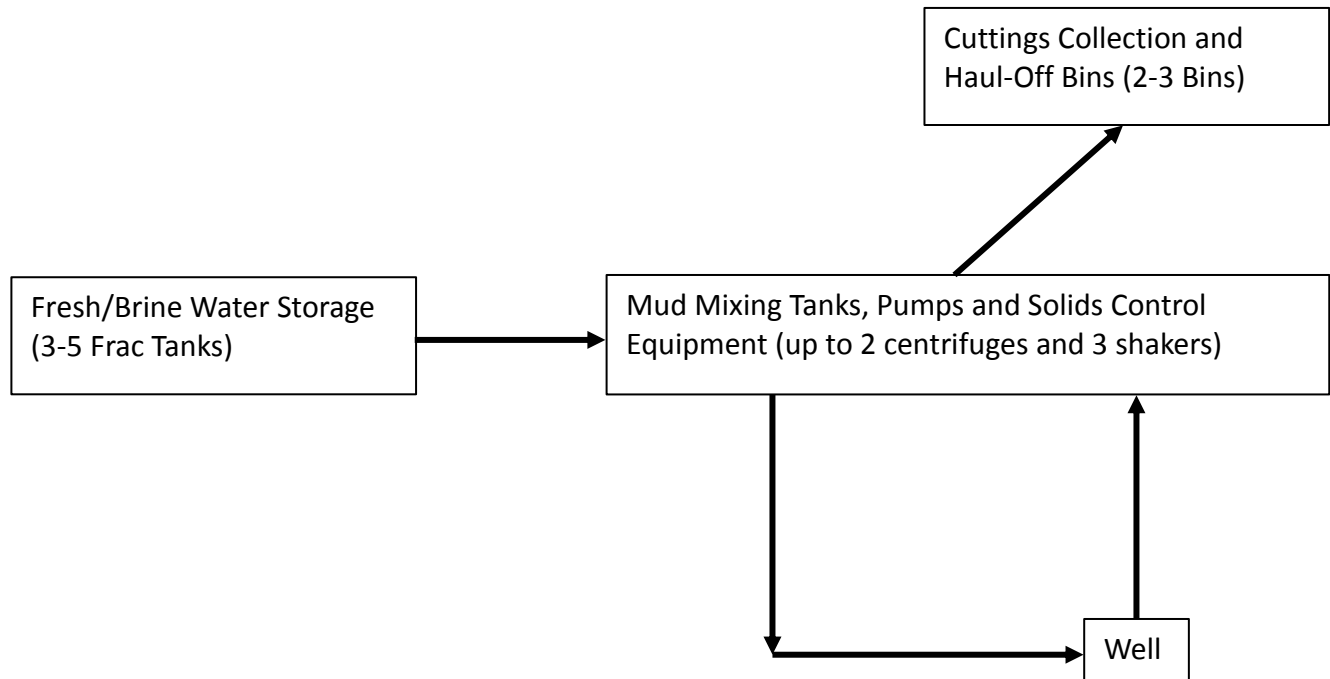 Cuttings Collection and
Haul-Off Bins (2-3 Bins)
Fresh/Brine Water Storage
(3-5 Frac Tanks)
Mud Mixing Tanks, Pumps and Solids Control
Equipment (up to 2 centrifuges and 3 shakers)
Well